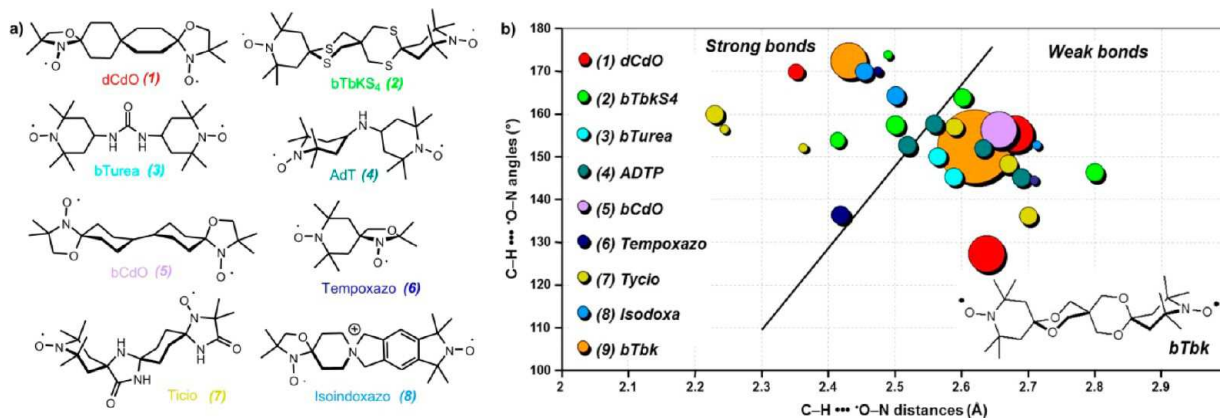 a)
N
O
N
O
O
O
dCdO (1)
O
N
S
S
S
S
N
O
bTbKS₄ (2)
O
N
N
H
O
N
H
N
O
bTurea (3)
H
N
O
N
N
O
AdT (4)
O
N
O
O
N
O
bCdO (5)
O
N
O
N
O
Tempoxazo (6)
O
N
H
N
O
N
H
O
N
N
H
O
Ticio (7)
O
N
O
N
N
O
Isoindoxazo (8)
b)
180
170
160
150
140
130
120
110
100
C–H ••• •O–N angles (°)
Strong bonds
Weak bonds
(1) dCdO
(2) bTbkS4
(3) bTurea
(4) ADTP
(5) bCdO
(6) Tempoxazo
(7) Tycio
(8) Isodoxa
(9) bTbk
O
N
O
O
O
O
N
O
bTbk
2 2.1 2.2 2.3 2.4 2.5 2.6 2.7 2.8 2.9
C–H ••• •O–N distances (Å)